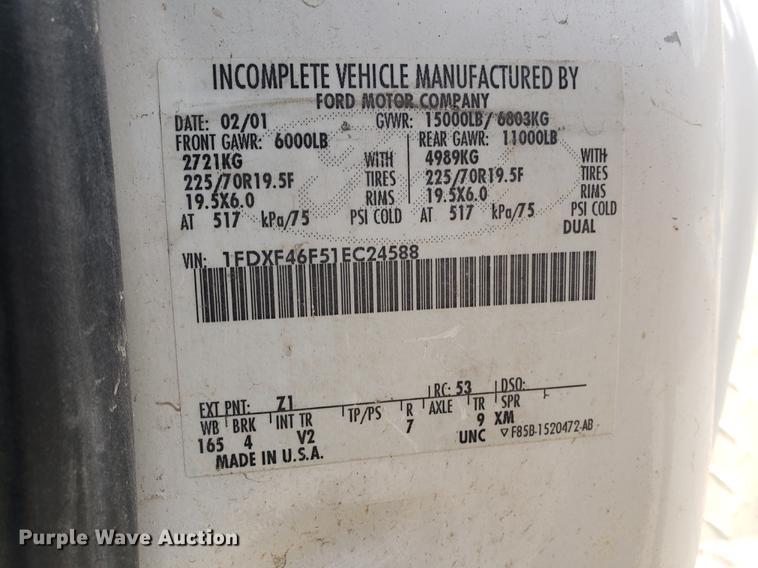 INCOMPLETE VEHICLE MANUFACTURED BY
FORD MOTOR COMPANY
DATE: 02/01 GVWR: 15000LB/ 6803KG
FRONT GAWR: 6000LB REAR GAWR: 11000LB
2721KG WITH 4989KG WITH
225/70R19.5F TIRES 225/70R19.5F TIRES
19.5X6.0 RIMS 19.5X6.0 RIMS
AT 517 kPa/75 PSI COLD AT 517 kPa/75 PSI COLD
DUAL
VIN: 1FDXF46F51EC24588
EXT PNT: Z1 RC: 53 DSO:
WB BRK INT TR TP/PS R AXLE TR SPR
165 4 V2 7 9 XM
MADE IN U.S.A. UNC ▽ F85B-1520472-AB
Purple Wave Auction